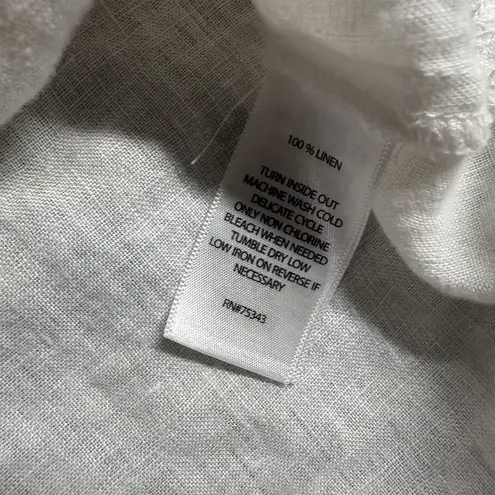 100 % LINEN
TURN INSIDE OUT
MACHINE WASH COLD
DELICATE CYCLE
ONLY NON CHLORINE
BLEACH WHEN NEEDED
TUMBLE DRY LOW
LOW IRON ON REVERSE IF
NECESSARY
RN#75343